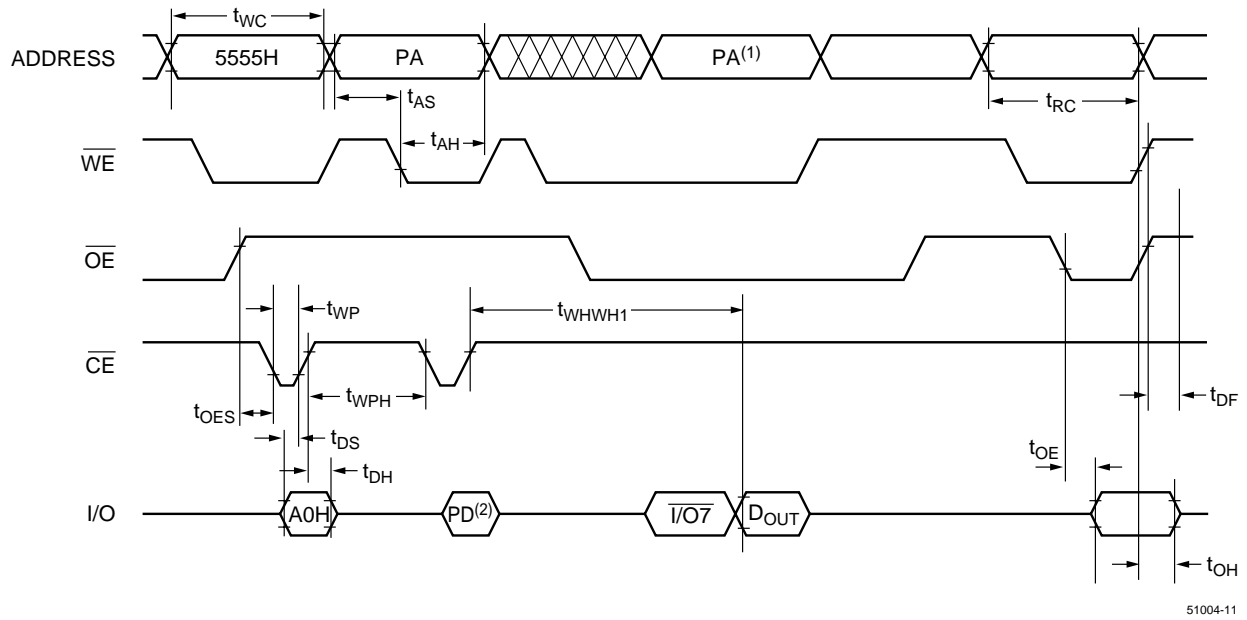 tWC
ADDRESS 5555H PA PA(1)
tAS tRC
tAH
WE
OE
tWP tWHWH1
CE
tWPH
tOES tDF
tDS
tOE
tDH
I/O A0H PD(2) I/O7 DOUT
tOH
51004-11